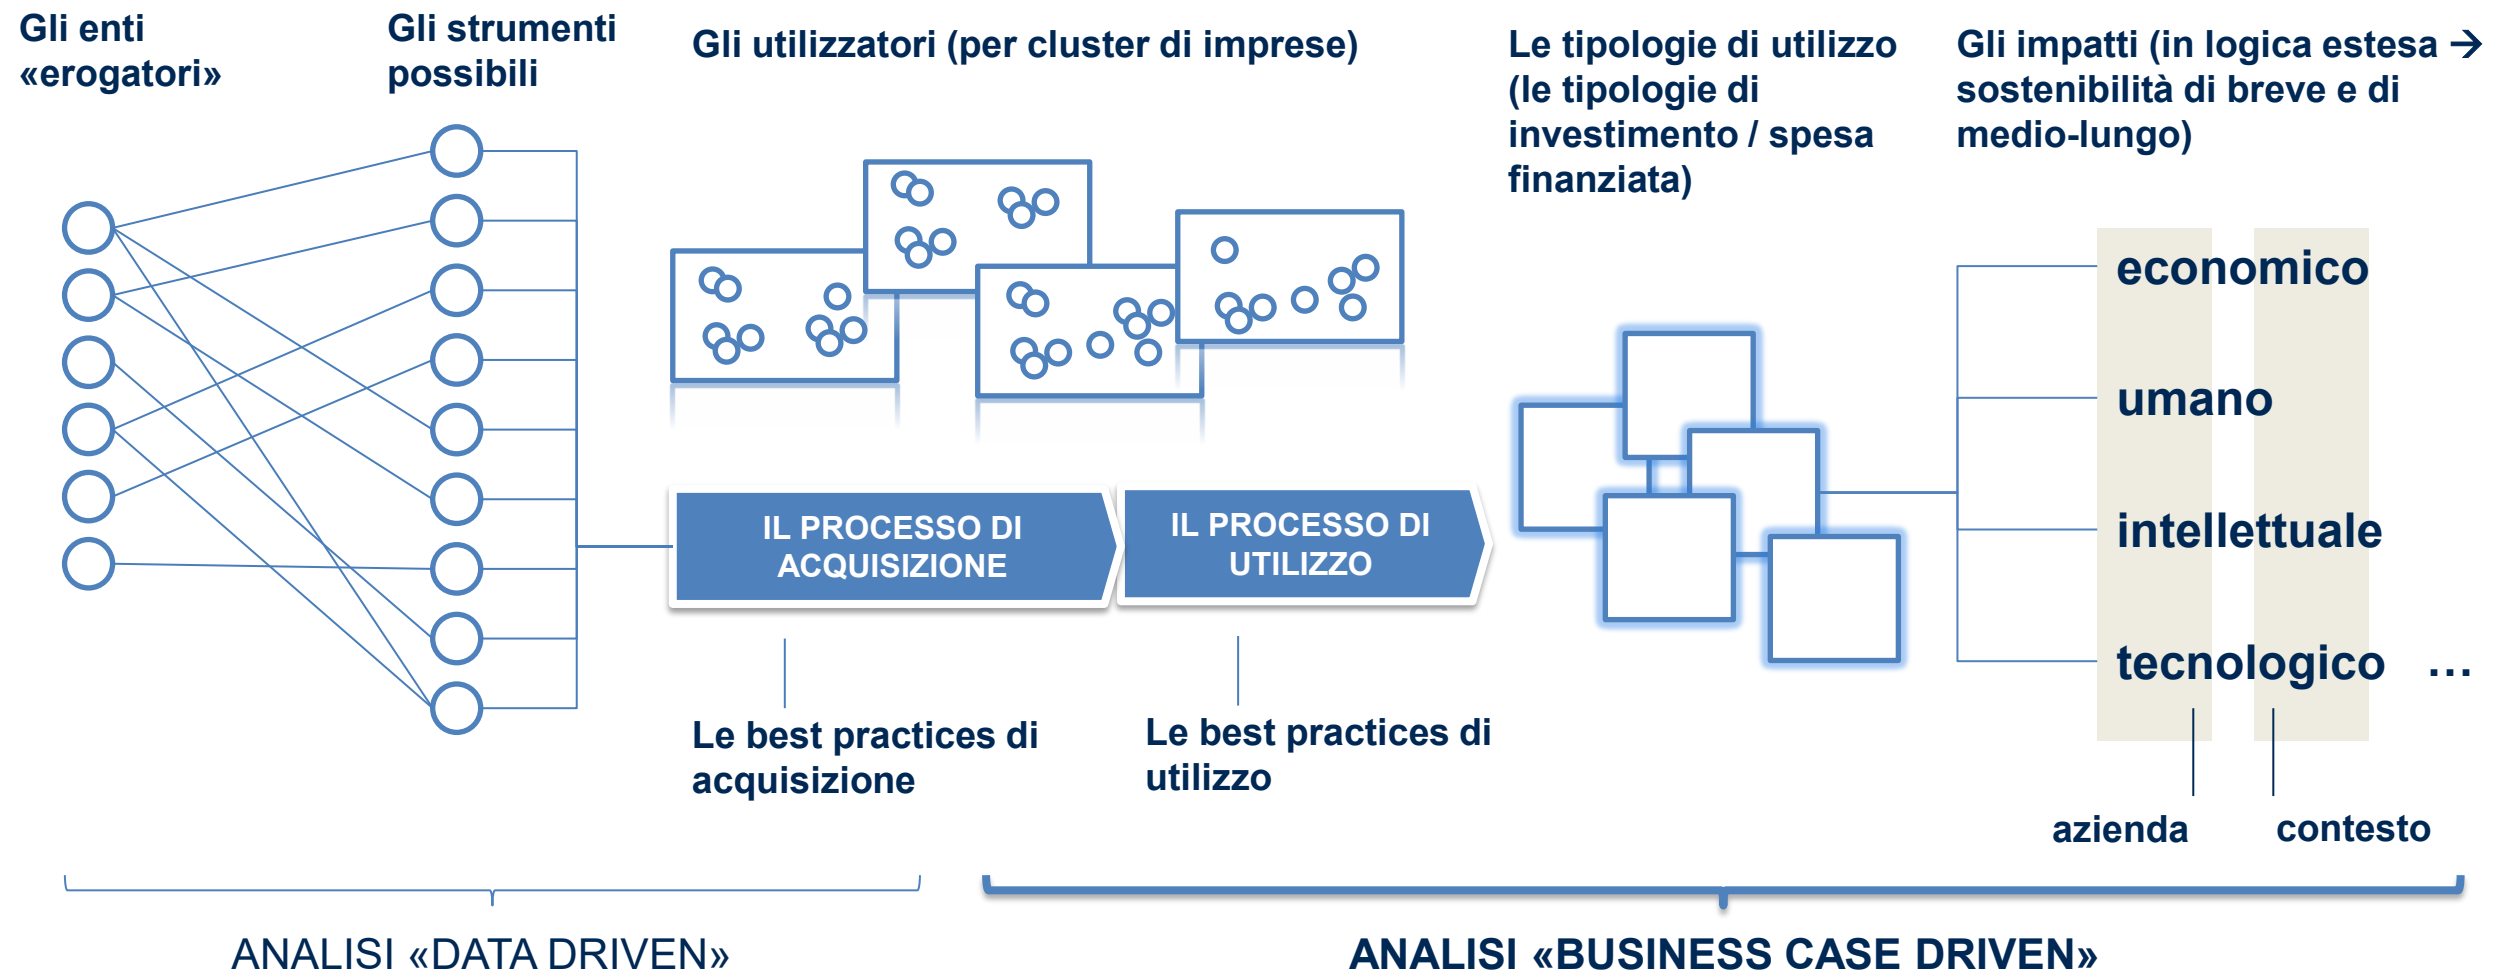 Gli enti
«erogatori»
Gli strumenti
possibili
Gli utilizzatori (per cluster di imprese)
Le tipologie di utilizzo
(le tipologie di
investimento / spesa
finanziata)
Gli impatti (in logica estesa →
sostenibilità di breve e di
medio-lungo)
economico
umano
intellettuale
tecnologico …
IL PROCESSO DI
ACQUISIZIONE
IL PROCESSO DI
UTILIZZO
Le best practices di
acquisizione
Le best practices di
utilizzo
azienda
contesto
ANALISI «DATA DRIVEN»
ANALISI «BUSINESS CASE DRIVEN»